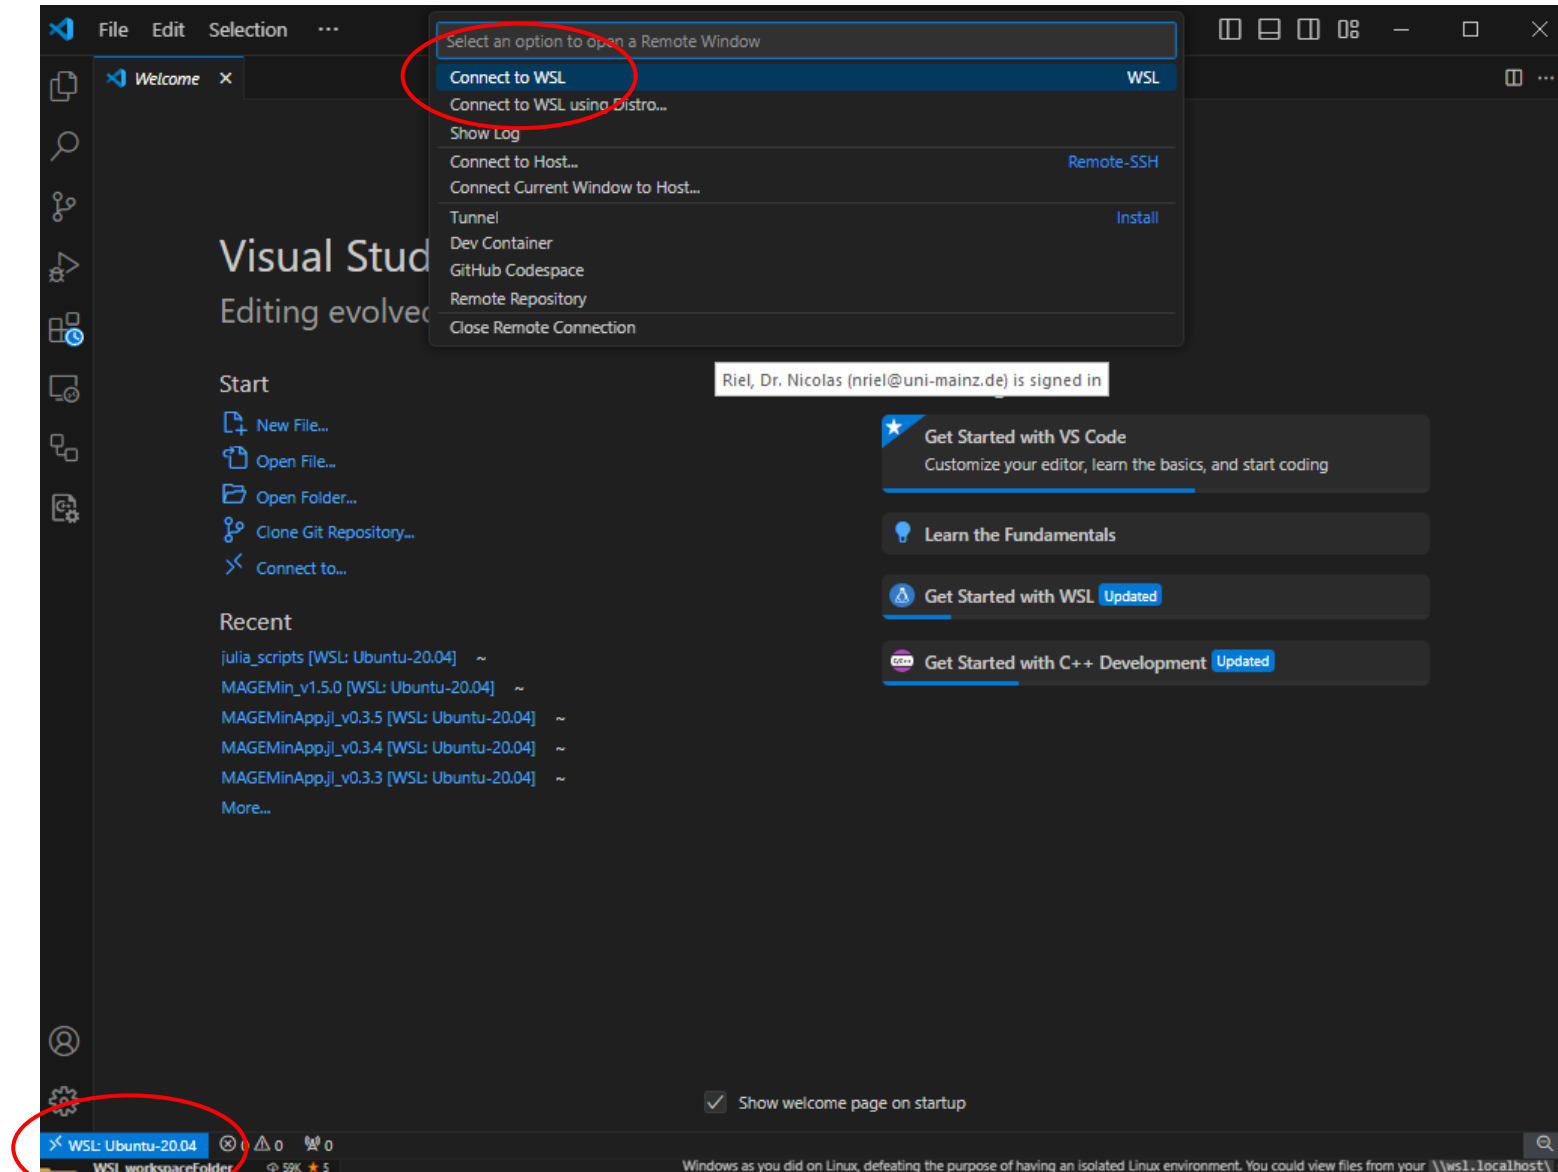 File Edit Selection ···
Select an option to open a Remote Window
Welcome
Connect to WSL WSL
Connect to WSL using Distro...
Show Log
Connect to Host... Remote-SSH
Connect Current Window to Host...
Tunnel Install
Dev Container
GitHub Codespace
Remote Repository
Close Remote Connection
Visual Stud
Editing evolved
Riel, Dr. Nicolas (nriel@uni-mainz.de) is signed in
Start
New File...
Open File...
Open Folder...
Clone Git Repository...
Connect to...
Get Started with VS Code
Customize your editor, learn the basics, and start coding
Learn the Fundamentals
Get Started with WSL Updated
Get Started with C++ Development Updated
Recent
julia_scripts [WSL: Ubuntu-20.04] ~
MAGEMin_v1.5.0 [WSL: Ubuntu-20.04] ~
MAGEMinApp.jl_v0.3.5 [WSL: Ubuntu-20.04] ~
MAGEMinApp.jl_v0.3.4 [WSL: Ubuntu-20.04] ~
MAGEMinApp.jl_v0.3.3 [WSL: Ubuntu-20.04] ~
More...
Show welcome page on startup
WSL: Ubuntu-20.04 0 0 0
WSL workspaceFolder 59K 5
Windows as you did on Linux, defeating the purpose of having an isolated Linux environment. You could view files from your \\wsl.localhost\